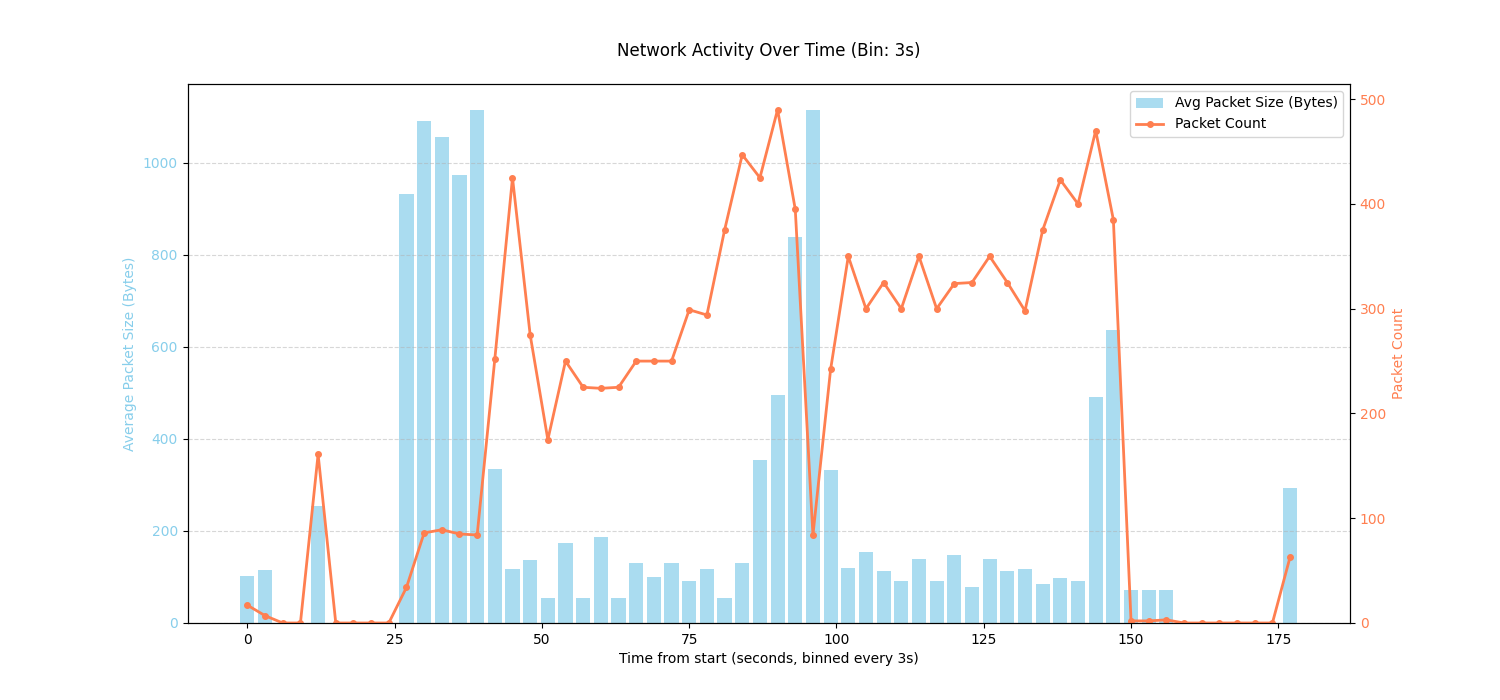 Network Activity Over Time (Bin: 3s)
Avg Packet Size (Bytes)
Packet Count
Average Packet Size (Bytes)
1000
800
600
400
200
0
500
400
300
200
100
0
Packet Count
0 25 50 75 100 125 150 175
Time from start (seconds, binned every 3s)